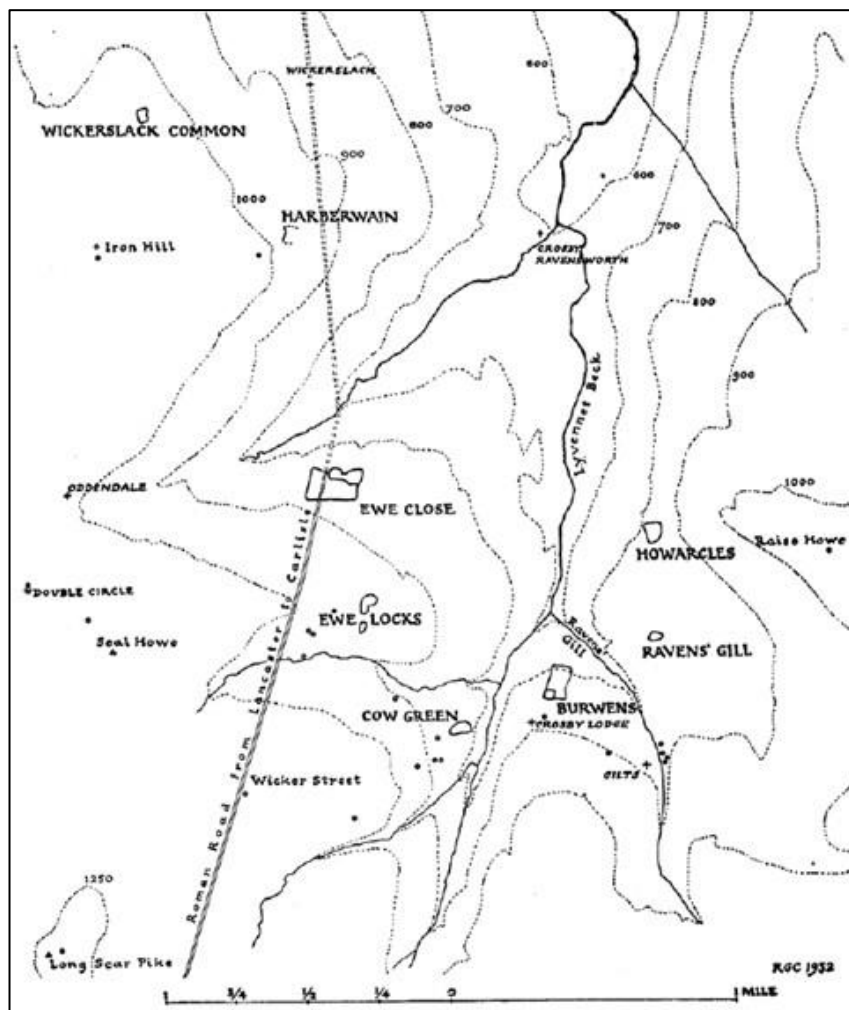 WICKERSLACK
800
WICKERSLACK COMMON
700
800
900
600
1000
HARBERWAIN
700
Iron Hill
CROSBY
RAVENSWORTH
800
Lyvennet Beck
900
ODDENDALE
1000
EWE CLOSE
Raise Howe
HOWARCLES
DOUBLE CIRCLE
EWE LOCKS
Ravens'
Gill
RAVENS' GILL
Seal Howe
Roman Road from Lancaster to Carlisle
BURWENS
COW GREEN
CROSBY LODGE
GILTS
Wicker Street
1250
Long Scar Pike
RGC 1932
1 3/4 1/2 1/4 0 1 MILE